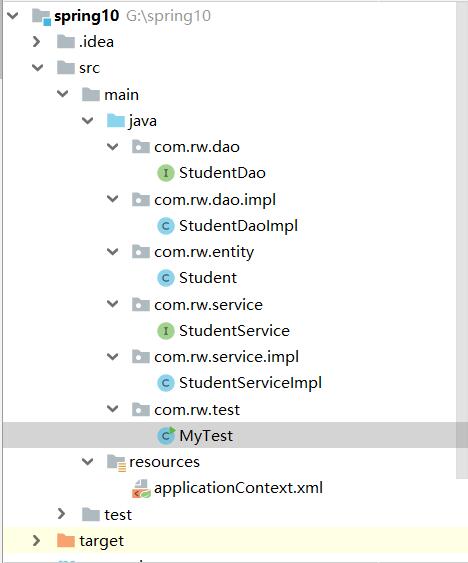 spring10 G:\spring10
.idea
src
main
java
com.rw.dao
I StudentDao
com.rw.dao.impl
C StudentDaoImpl
com.rw.entity
C Student
com.rw.service
I StudentService
com.rw.service.impl
C StudentServiceImpl
com.rw.test
C MyTest
resources
applicationContext.xml
test
target